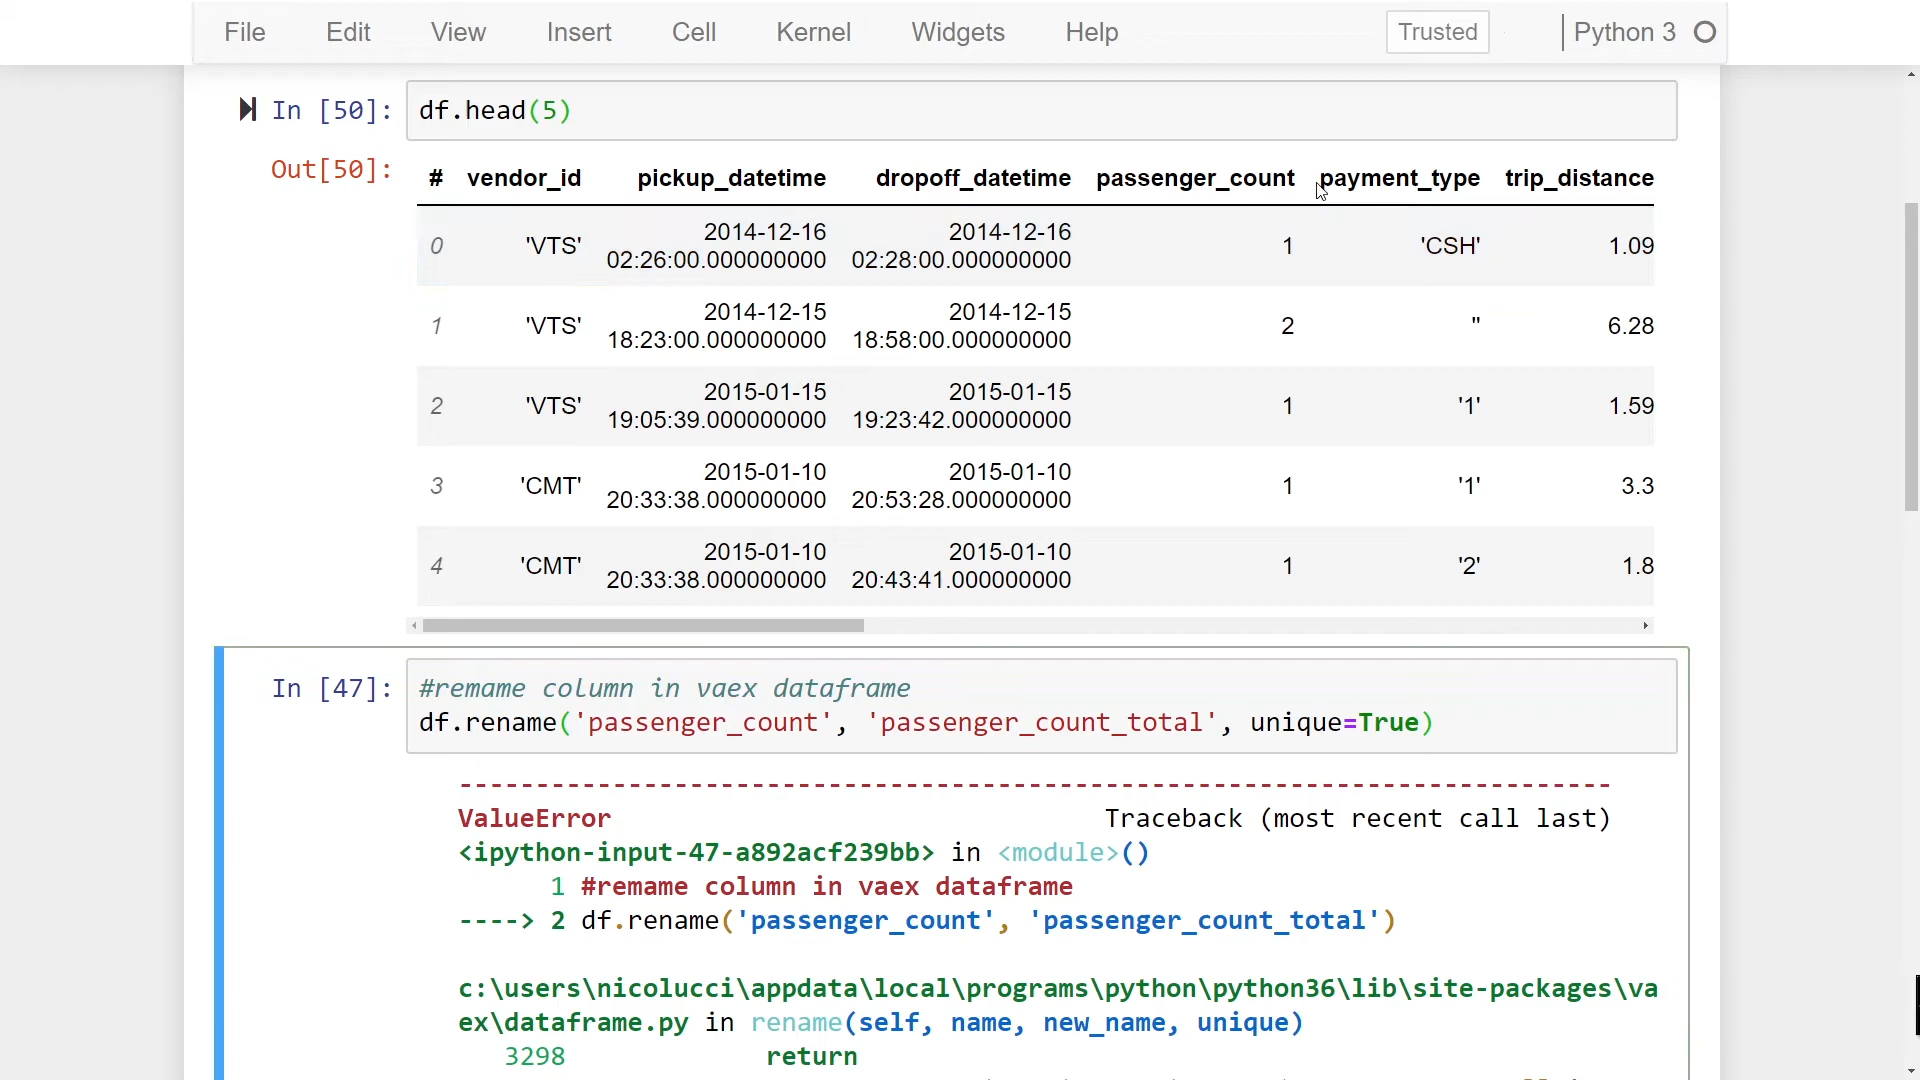 File Edit View Insert Cell Kernel Widgets Help Trusted Python 3
In [50]: df.head(5)
Out[50]:
# vendor_id pickup_datetime dropoff_datetime passenger_count payment_type trip_distance
0 'VTS' 2014-12-16 02:26:00.000000000 2014-12-16 02:28:00.000000000 1 'CSH' 1.09
1 'VTS' 2014-12-15 18:23:00.000000000 2014-12-15 18:58:00.000000000 2 '' 6.28
2 'VTS' 2015-01-15 19:05:39.000000000 2015-01-15 19:23:42.000000000 1 '1' 1.59
3 'CMT' 2015-01-10 20:33:38.000000000 2015-01-10 20:53:28.000000000 1 '1' 3.3
4 'CMT' 2015-01-10 20:33:38.000000000 2015-01-10 20:43:41.000000000 1 '2' 1.8
In [47]: #remame column in vaex dataframe
df.rename('passenger_count', 'passenger_count_total', unique=True)
---------------------------------------------------------------------------
ValueError Traceback (most recent call last)
<ipython-input-47-a892acf239bb> in <module>()
1 #remame column in vaex dataframe
----> 2 df.rename('passenger_count', 'passenger_count_total')
c:\users\nicolucci\appdata\local\programs\python\python36\lib\site-packages\va
ex\dataframe.py in rename(self, name, new_name, unique)
3298 return